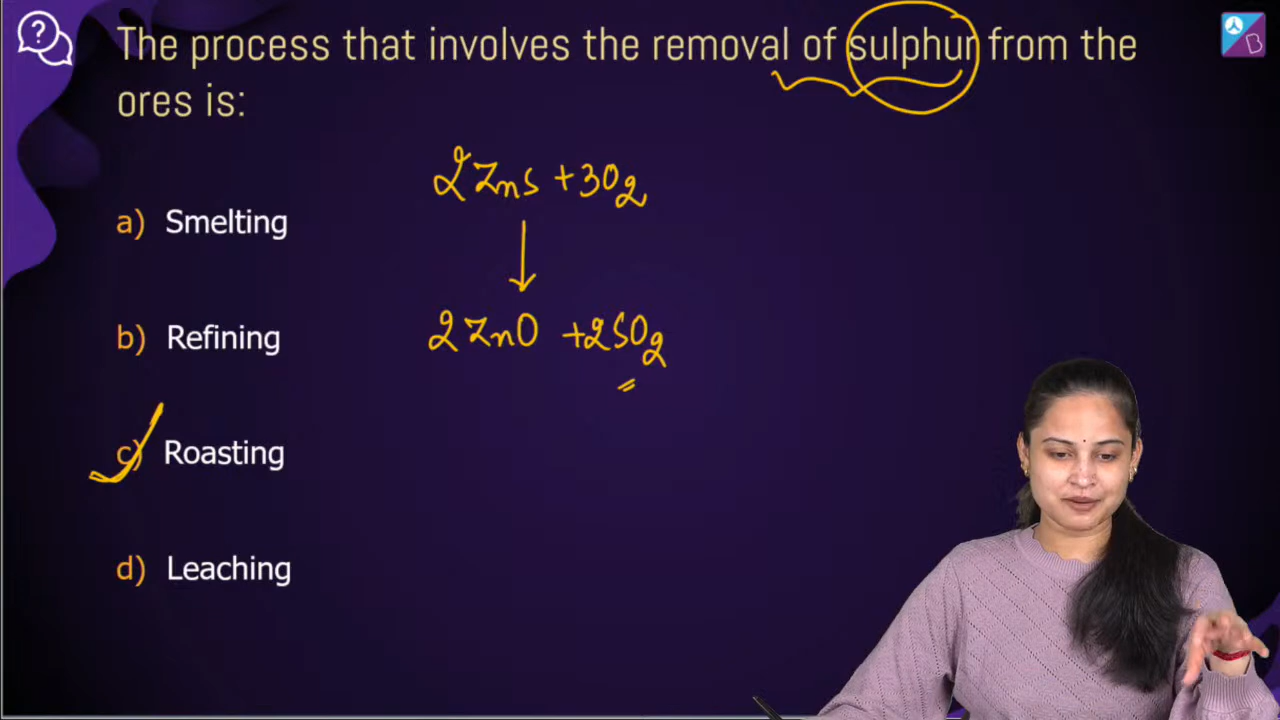 The process that involves the removal of sulphur from the
ores is:
2ZnS + 3O2
a) Smelting
2ZnO + 2SO2
b) Refining
c) Roasting
d) Leaching
B